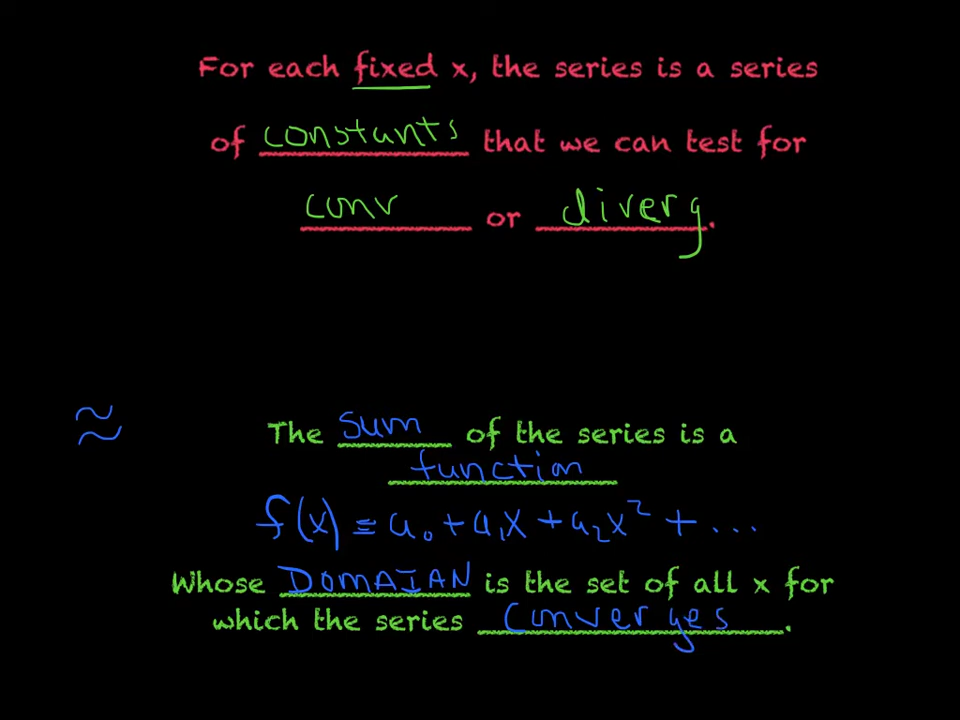 For each fixed x, the series is a series
of constants that we can test for
conv or diverg.
≈
The sum of the series is a
function
f(x) ≡ a₀ + a₁x + a₂x² + ...
Whose DOMAIAN is the set of all x for
which the series Converges.